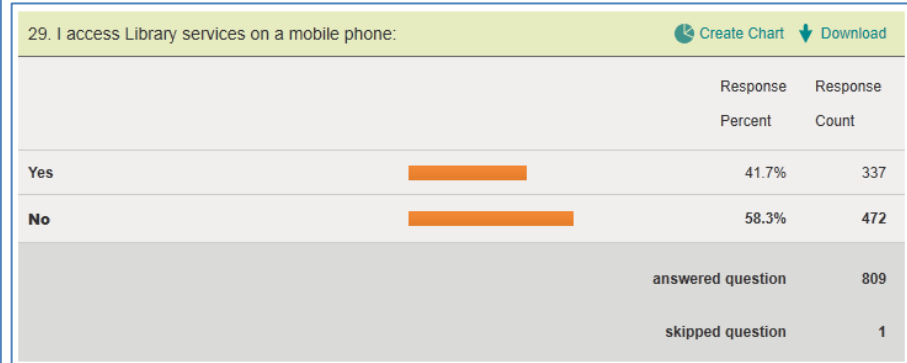 29. I access Library services on a mobile phone: Create Chart Download
Response Response
Percent Count
Yes 41.7% 337
No 58.3% 472
answered question 809
skipped question 1